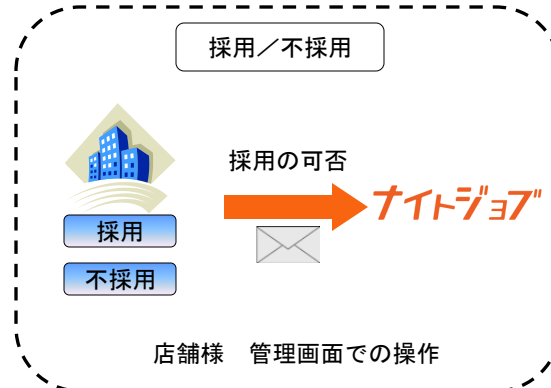 採用／不採用
採用の可否
ナイトジョブ
採用
不採用
店舗様　管理画面での操作